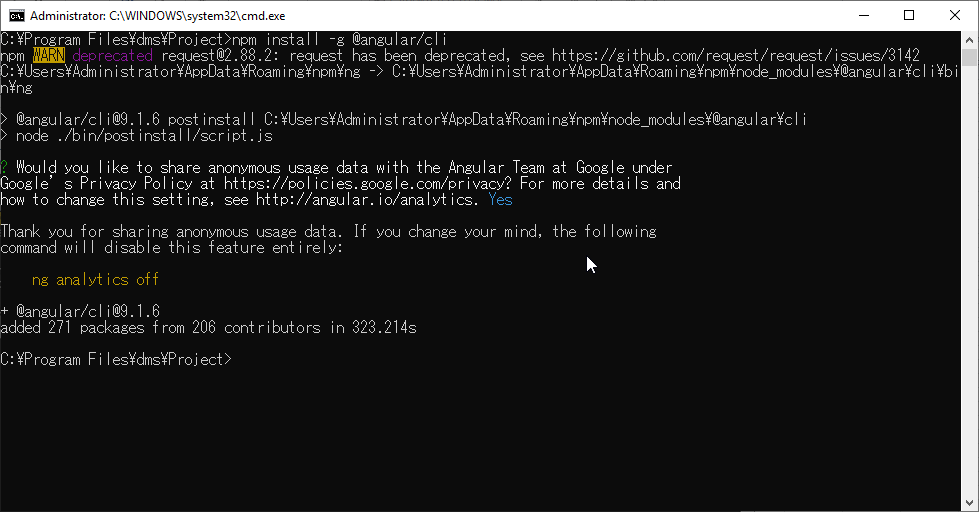 Administrator: C:\WINDOWS\system32\cmd.exe
C:¥Program Files¥dms¥Project>npm install -g @angular/cli
npm WARN deprecated request@2.88.2: request has been deprecated, see https://github.com/request/request/issues/3142
C:¥Users¥Administrator¥AppData¥Roaming¥npm¥ng -> C:¥Users¥Administrator¥AppData¥Roaming¥npm¥node_modules¥@angular¥cli¥bi
n¥ng
> @angular/cli@9.1.6 postinstall C:¥Users¥Administrator¥AppData¥Roaming¥npm¥node_modules¥@angular¥cli
> node ./bin/postinstall/script.js
? Would you like to share anonymous usage data with the Angular Team at Google under
Google’s Privacy Policy at https://policies.google.com/privacy? For more details and
how to change this setting, see http://angular.io/analytics. Yes
Thank you for sharing anonymous usage data. If you change your mind, the following
command will disable this feature entirely:
ng analytics off
+ @angular/cli@9.1.6
added 271 packages from 206 contributors in 323.214s
C:¥Program Files¥dms¥Project>